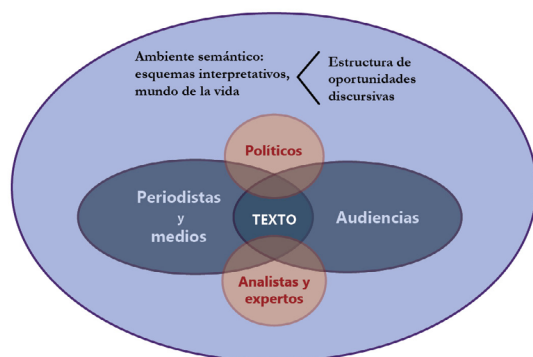 Ambiente semántico:
esquemas interpretativos,
mundo de la vida
Estructura de
oportunidades
discursivas
Políticos
Periodistas
y
medios
TEXTO
Audiencias
Analistas y
expertos